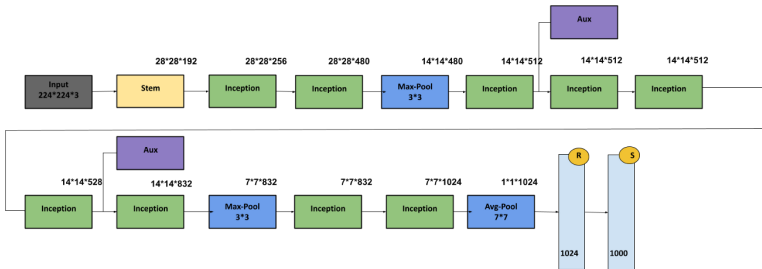 Aux
28*28*192
28*28*256
28*28*480
14*14*480
14*14*512
14*14*512
14*14*512
Input
224*224*3
Stem
Inception
Inception
Max-Pool
3*3
Inception
Inception
Inception
Aux
R
S
14*14*528
14*14*832
7*7*832
7*7*832
7*7*1024
1*1*1024
Inception
Inception
Max-Pool
3*3
Inception
Inception
Avg-Pool
7*7
1024
1000